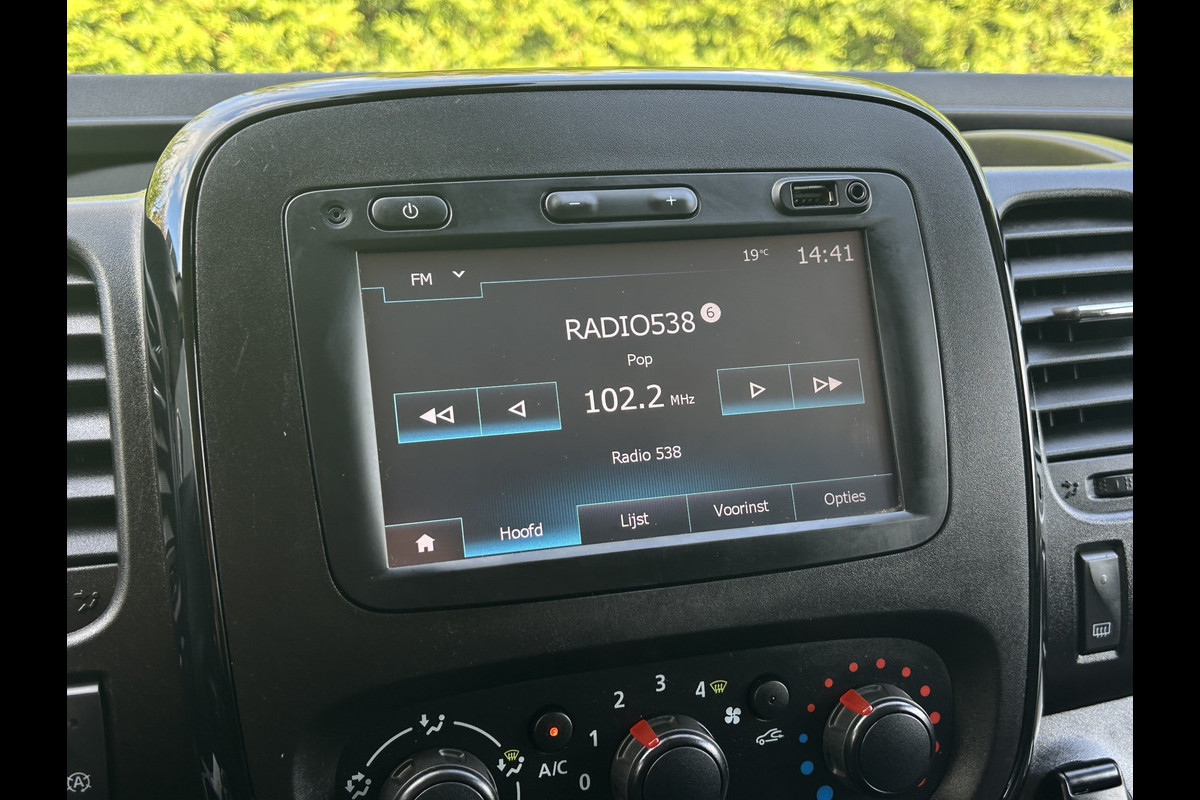 − +
19°C 14:41
FM
RADIO538 6
Pop
102.2 MHz
Radio 538
Hoofd Lijst Voorinst Opties
0 1 2 3 4
A/C
A